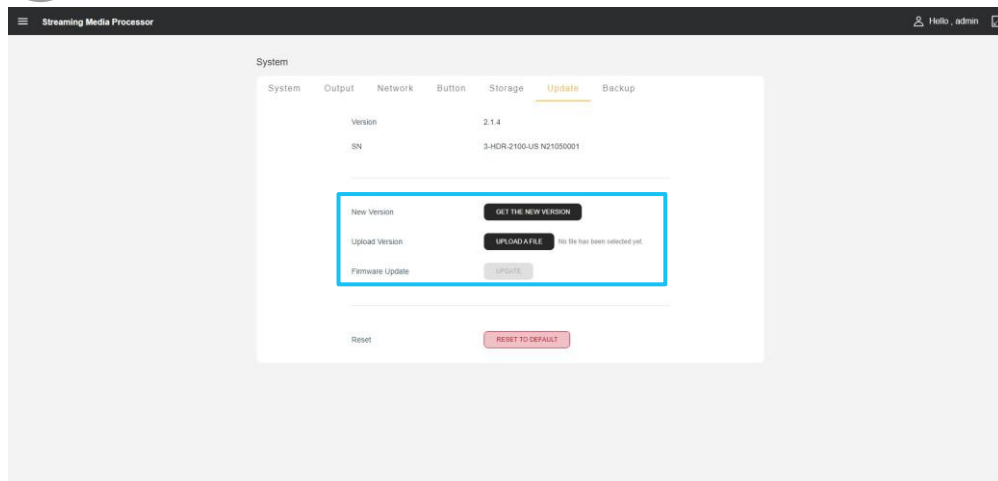 Streaming Media Processor Hello , admin
System
System Output Network Button Storage Update Backup
Version 2.1.4
SN 3-HDR-2100-US N21050001
New Version GET THE NEW VERSION
Upload Version UPLOAD A FILE No file has been selected yet.
Firmware Update UPDATE
Reset RESET TO DEFAULT